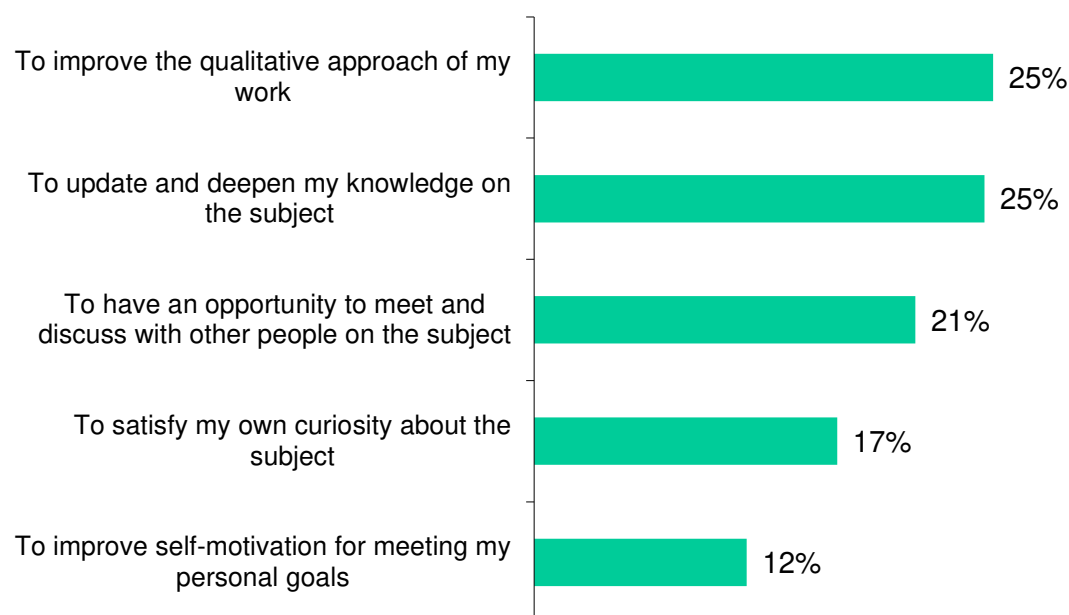 To improve the qualitative approach of my
work
25%
To update and deepen my knowledge on
the subject
25%
To have an opportunity to meet and
discuss with other people on the subject
21%
To satisfy my own curiosity about the
subject
17%
To improve self-motivation for meeting my
personal goals
12%